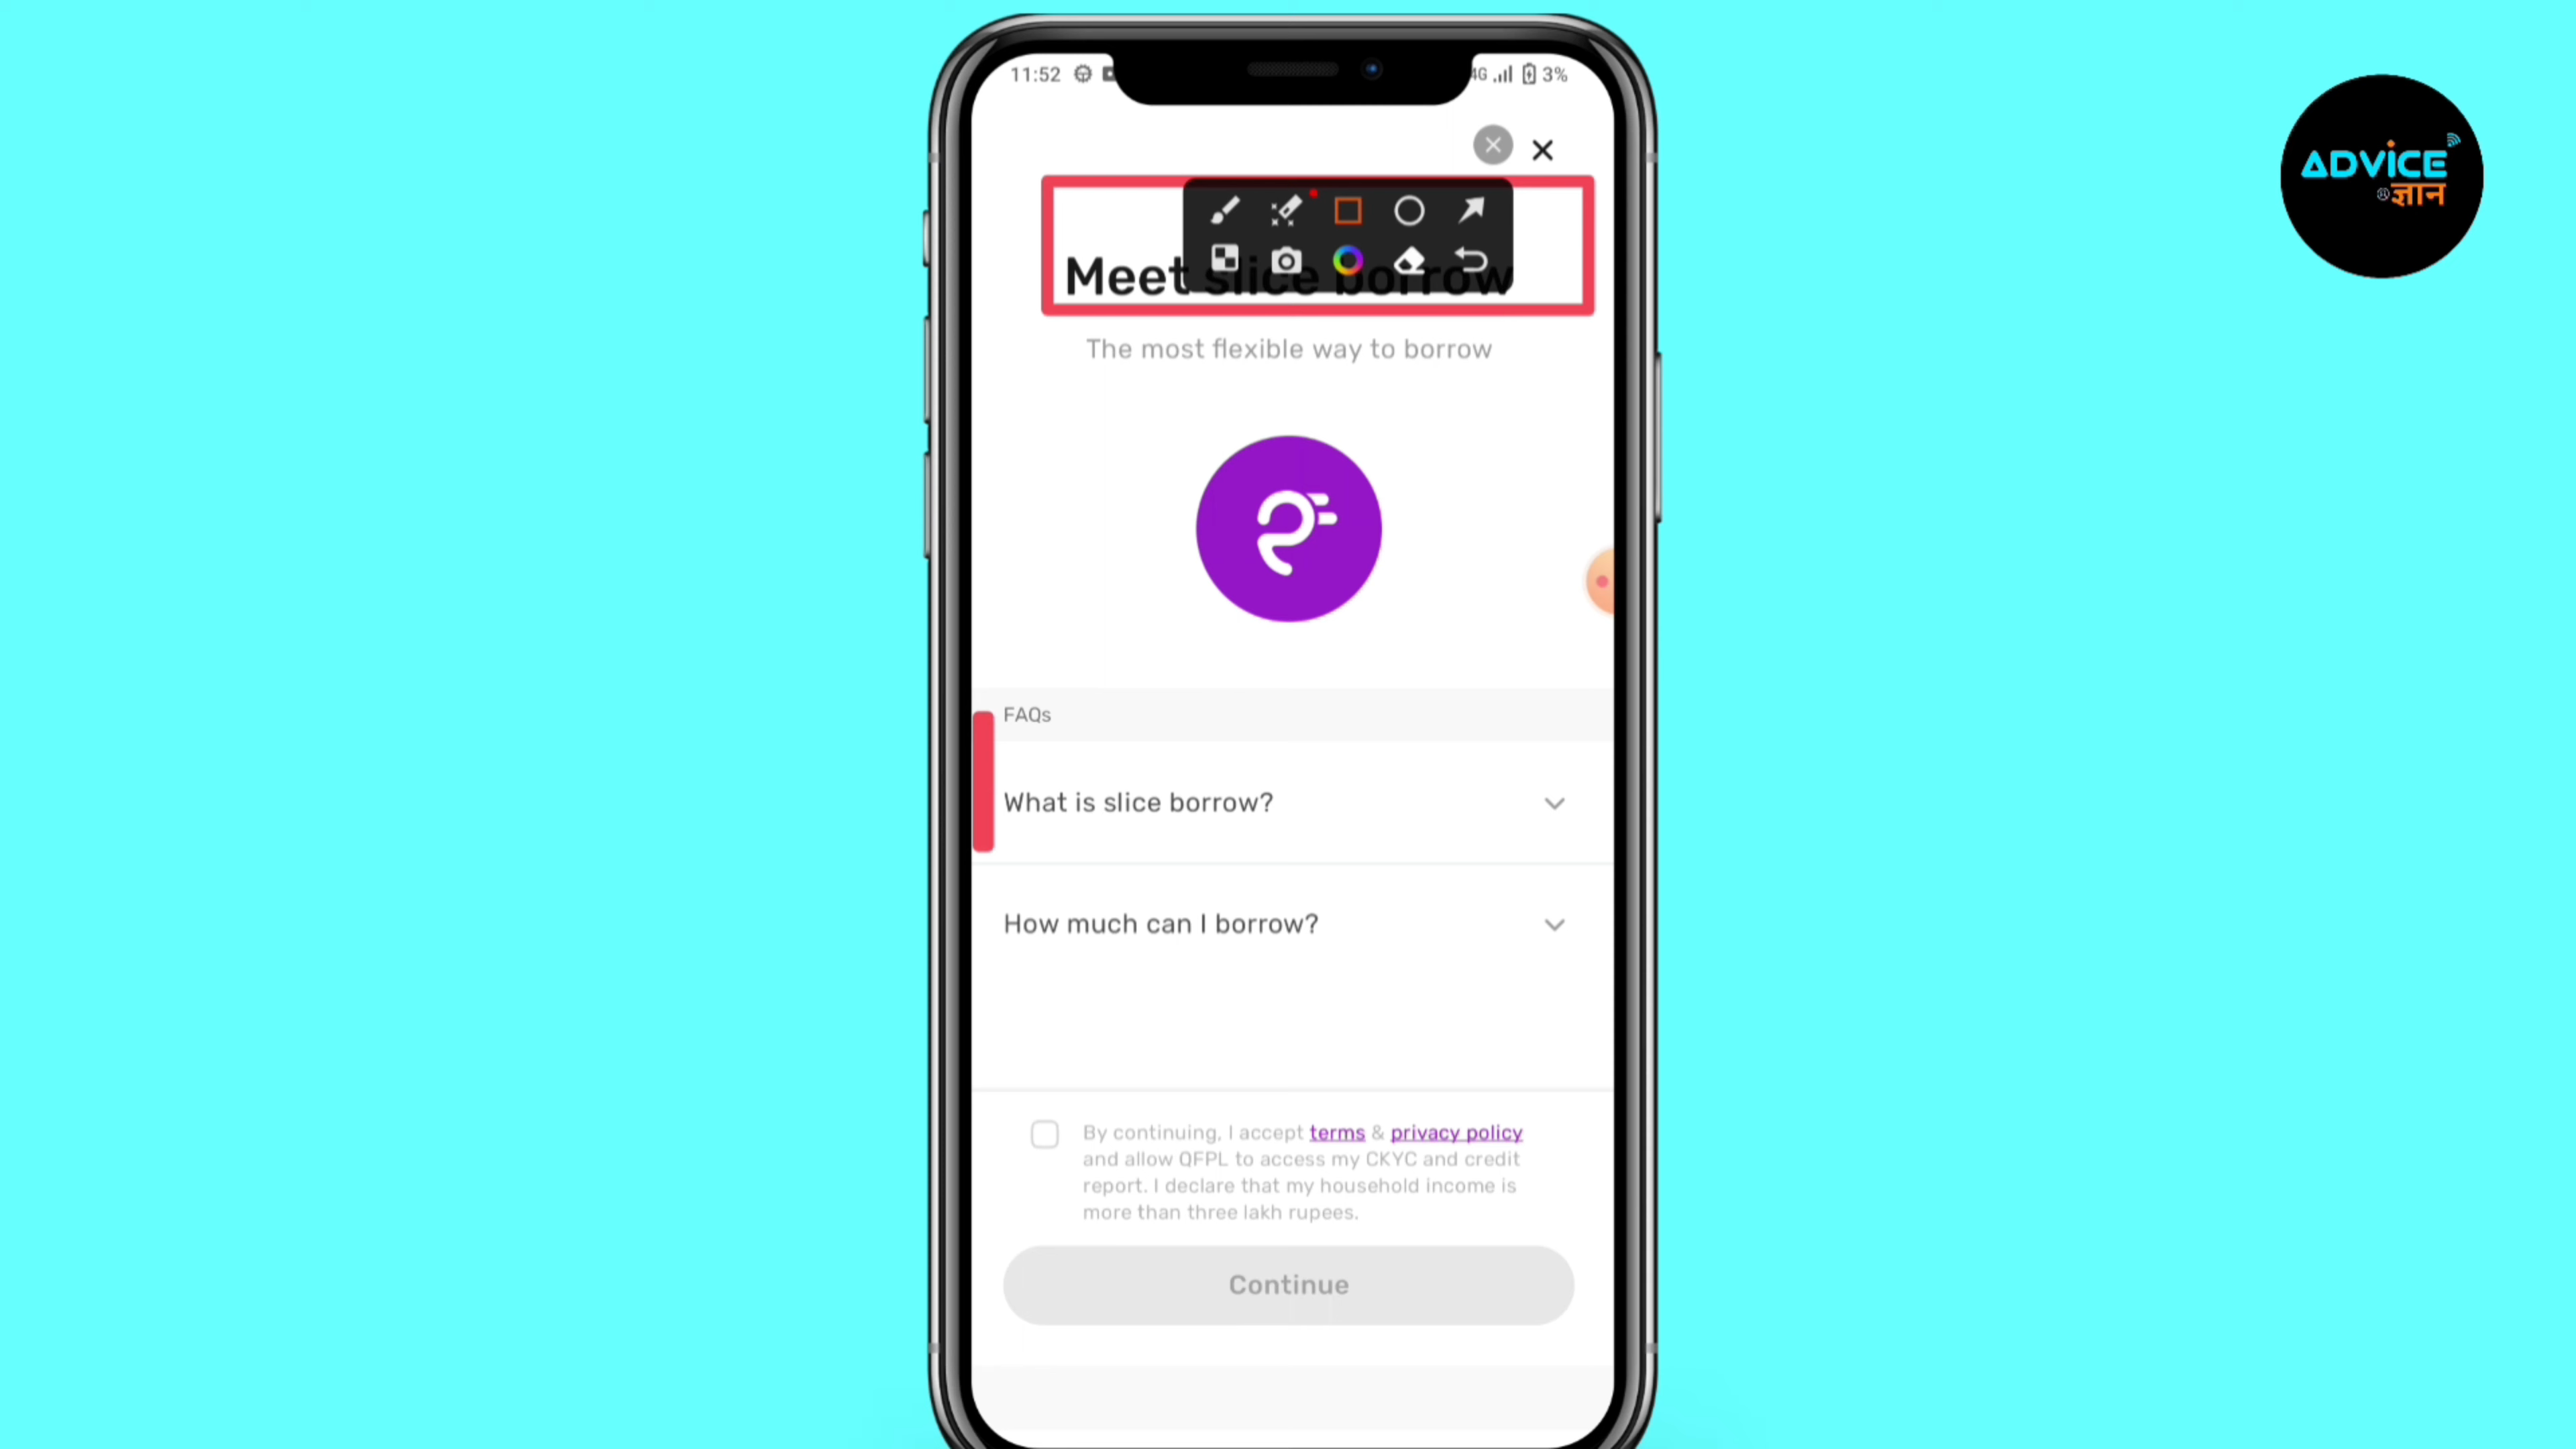 11:52
4G 3%
ADVICE
ज्ञान
Meet slice borrow
The most flexible way to borrow
FAQs
What is slice borrow?
How much can I borrow?
By continuing, I accept terms & privacy policy
and allow QFPL to access my CKYC and credit
report. I declare that my household income is
more than three lakh rupees.
Continue